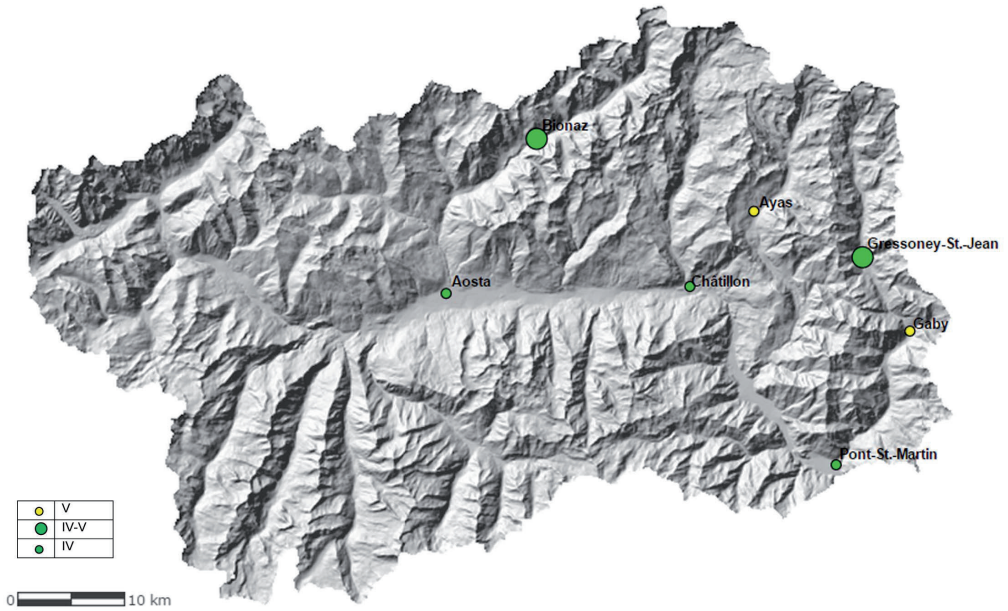 Bionaz
Ayas
Gressoney-St.-Jean
Aosta
Châtillon
Gaby
Pont-St.-Martin
V
IV-V
IV
0 10 km